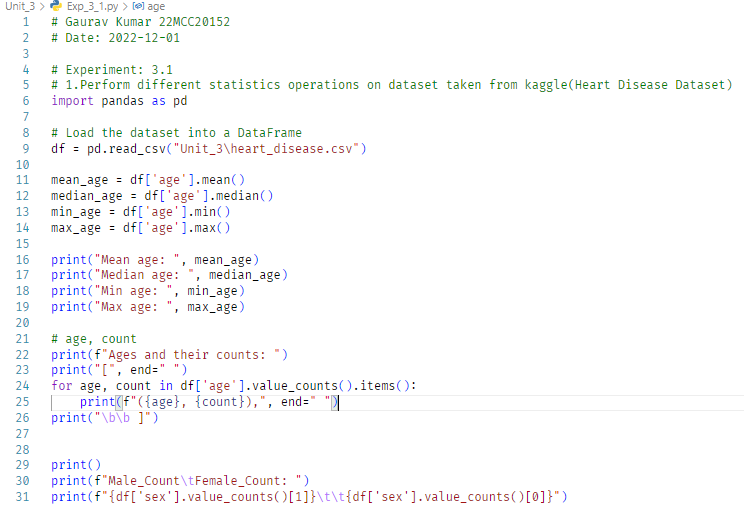 Unit_3 > Exp_3_1.py > age
1 # Gaurav Kumar 22MCC20152
2 # Date: 2022-12-01
3
4 # Experiment: 3.1
5 # 1.Perform different statistics operations on dataset taken from kaggle(Heart Disease Dataset)
6 import pandas as pd
7
8 # Load the dataset into a DataFrame
9 df = pd.read_csv("Unit_3\heart_disease.csv")
10
11 mean_age = df['age'].mean()
12 median_age = df['age'].median()
13 min_age = df['age'].min()
14 max_age = df['age'].max()
15
16 print("Mean age: ", mean_age)
17 print("Median age: ", median_age)
18 print("Min age: ", min_age)
19 print("Max age: ", max_age)
20
21 # age, count
22 print(f"Ages and their counts: ")
23 print("[", end=" ")
24 for age, count in df['age'].value_counts().items():
25     print(f"({age}, {count}),", end=" ")
26 print("\b\b ]")
27
28
29 print()
30 print(f"Male_Count\tFemale_Count: ")
31 print(f"{df['sex'].value_counts()[1]}\t\t{df['sex'].value_counts()[0]}")